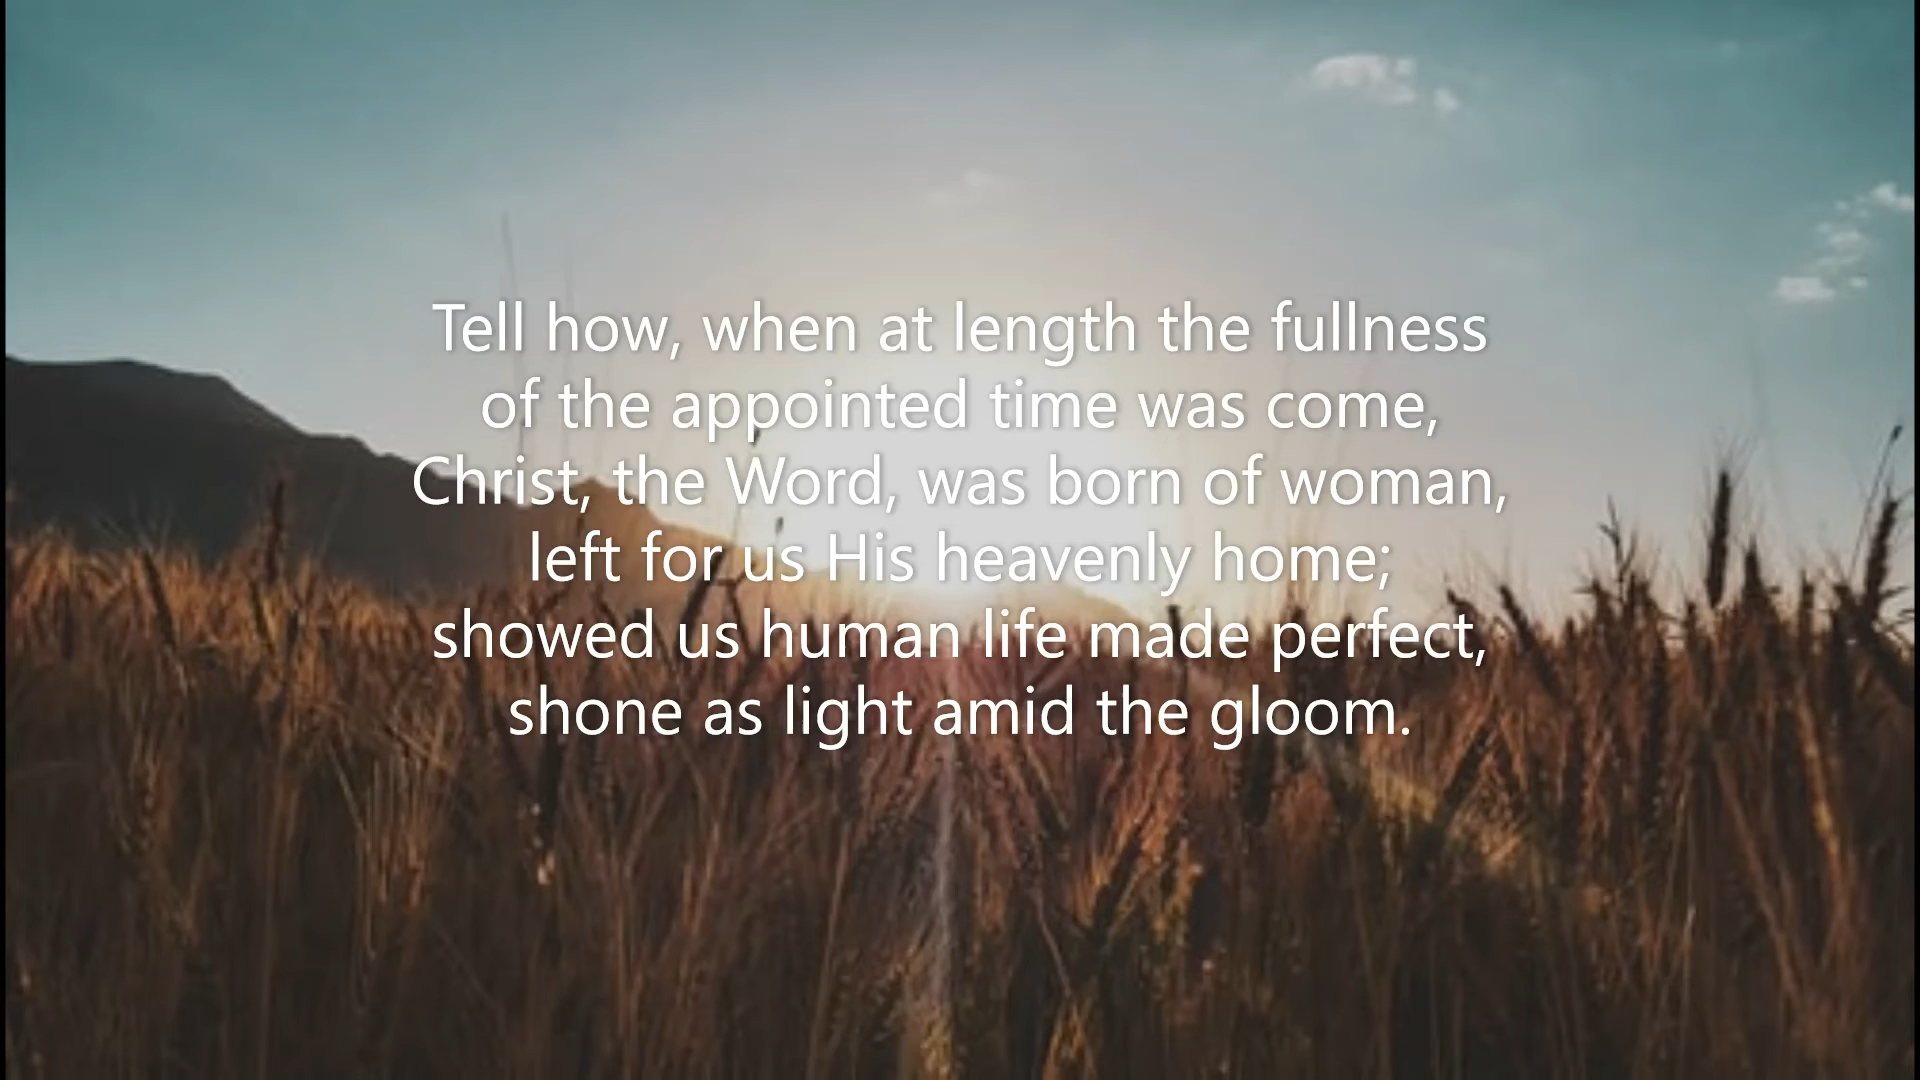 Tell how, when at length the fullness
of the appointed time was come,
Christ, the Word, was born of woman,
left for us His heavenly home;
showed us human life made perfect,
shone as light amid the gloom.